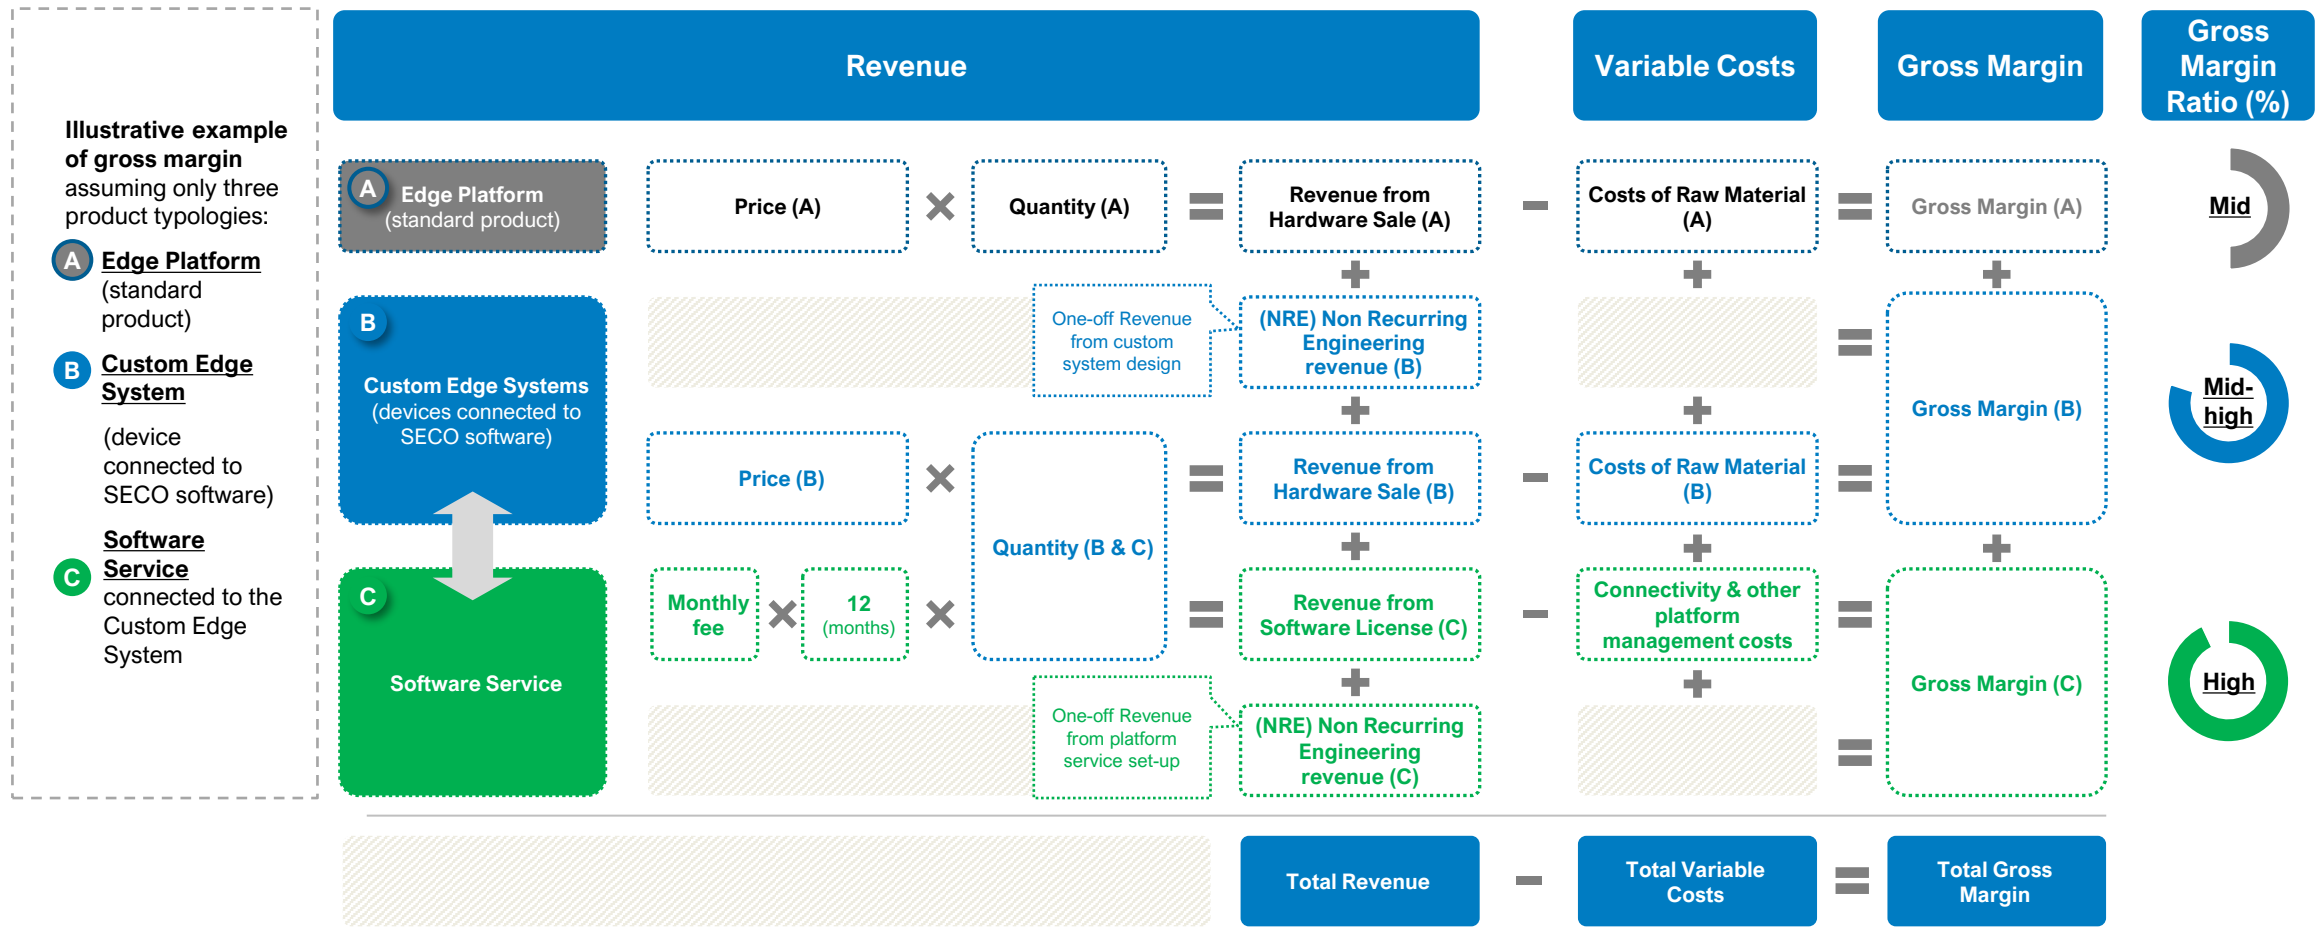 Illustrative example
of gross margin
assuming only three
product typologies:
A
Edge Platform
(standard
product)
B
Custom Edge
System
(device
connected to
SECO software)
C
Software
Service
connected to the
Custom Edge
System
Revenue
Variable Costs
Gross Margin
Gross
Margin
Ratio (%)
A
Edge Platform
(standard product)
Price (A)
Quantity (A)
=
Revenue from
Hardware Sale (A)
-
Costs of Raw Material
(A)
=
Gross Margin (A)
Mid
+
+
+
B
Custom Edge Systems
(devices connected to
SECO software)
One-off Revenue
from custom
system design
(NRE) Non Recurring
Engineering
revenue (B)
=
Gross Margin (B)
Mid-
high
+
+
Price (B)
×
Quantity (B & C)
=
Revenue from
Hardware Sale (B)
-
Costs of Raw Material
(B)
=
+
+
+
C
Software Service
Monthly
fee
×
12
(months)
×
=
Revenue from
Software License (C)
-
Connectivity & other
platform
management costs
=
Gross Margin (C)
High
+
+
One-off Revenue
from platform
service set-up
(NRE) Non Recurring
Engineering
revenue (C)
=
Total Revenue
-
Total Variable
Costs
=
Total Gross
Margin